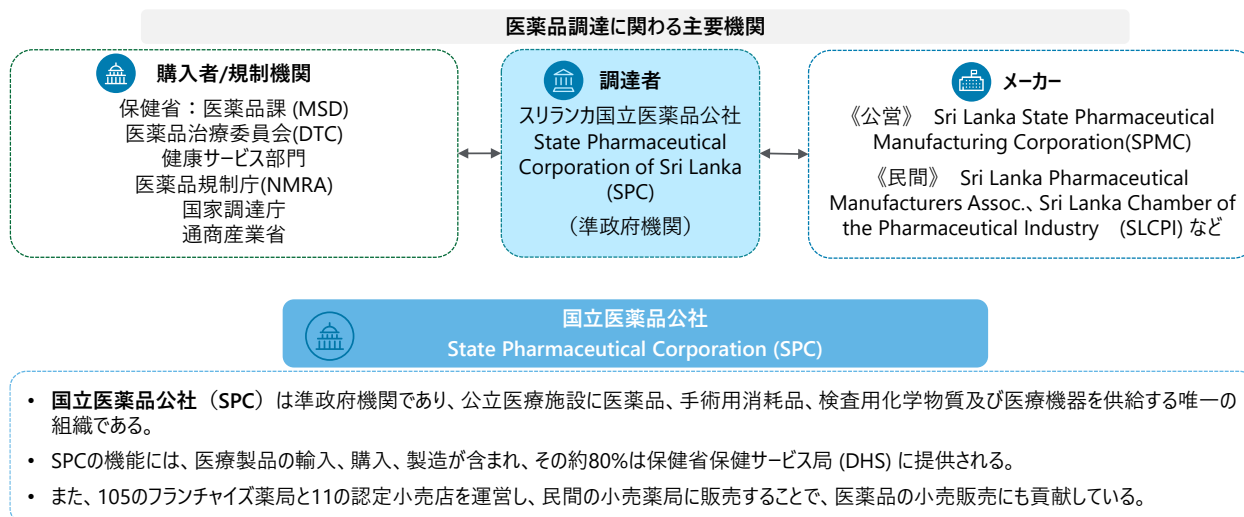 医薬品調達に関わる主要機関
購入者/規制機関
保健省：医薬品課 (MSD)
医薬品治療委員会(DTC)
健康サービス部門
医薬品規制庁(NMRA)
国家調達庁
通商産業省
調達者
スリランカ国立医薬品公社
State Pharmaceutical
Corporation of Sri Lanka
(SPC)
（準政府機関）
メーカー
《公営》 Sri Lanka State Pharmaceutical
Manufacturing Corporation(SPMC)
《民間》 Sri Lanka Pharmaceutical
Manufacturers Assoc.、Sri Lanka Chamber of
the Pharmaceutical Industry (SLCPI) など
国立医薬品公社
State Pharmaceutical Corporation (SPC)
• 国立医薬品公社（SPC）は準政府機関であり、公立医療施設に医薬品、手術用消耗品、検査用化学物質及び医療機器を供給する唯一の
組織である。
• SPCの機能には、医療製品の輸入、購入、製造が含まれ、その約80%は保健省保健サービス局 (DHS) に提供される。
• また、105のフランチャイズ薬局と11の認定小売店を運営し、民間の小売薬局に販売することで、医薬品の小売販売にも貢献している。